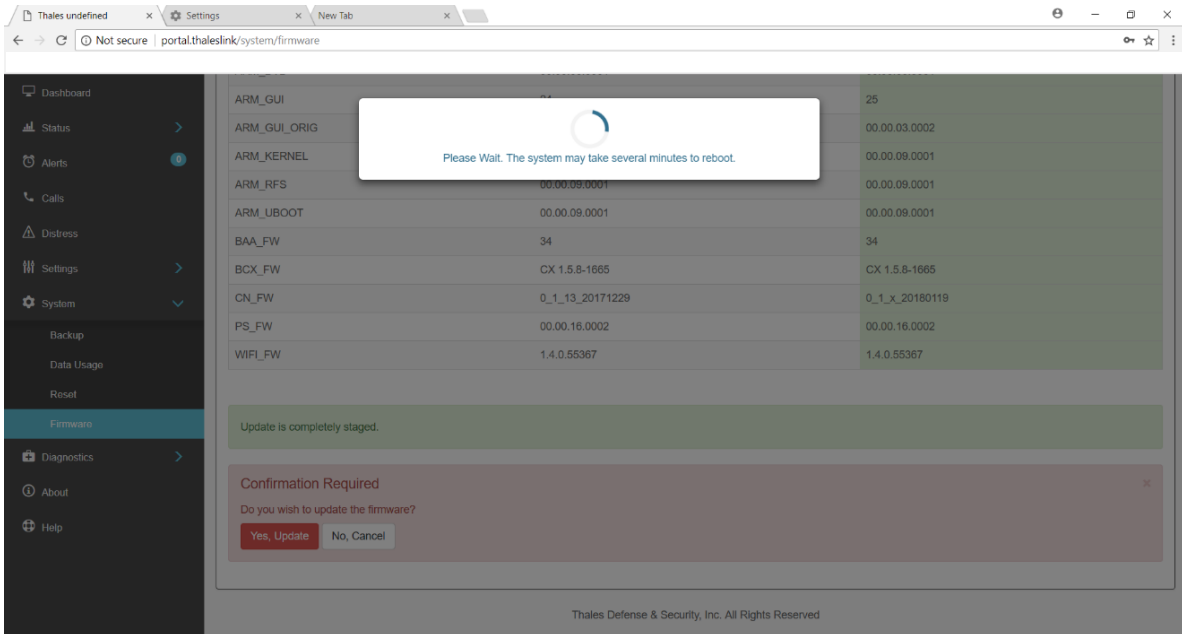 Thales undefined
Settings
New Tab
Not secure | portal.thaleslink/system/firmware
Dashboard
ARM_GUI 25
Status
ARM_GUI_ORIG 00.00.03.0002
Alerts 0
ARM_KERNEL 00.00.09.0001
Please Wait. The system may take several minutes to reboot.
ARM_RFS 00.00.09.0001 00.00.09.0001
Calls
ARM_UBOOT 00.00.09.0001 00.00.09.0001
Distress
BAA_FW 34 34
Settings
BCX_FW CX 1.5.8-1665 CX 1.5.8-1665
System
CN_FW 0_1_13_20171229 0_1_x_20180119
Backup
PS_FW 00.00.16.0002 00.00.16.0002
Data Usage
WIFI_FW 1.4.0.55367 1.4.0.55367
Reset
Firmware
Update is completely staged.
Diagnostics
Confirmation Required
About
Do you wish to update the firmware?
Help
Yes, Update No, Cancel
Thales Defense & Security, Inc. All Rights Reserved